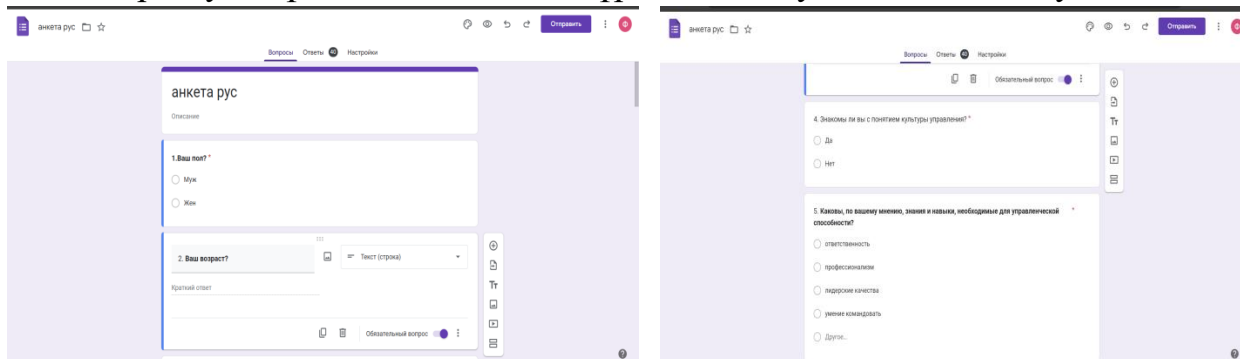 анкета рус
Отправить
Ф
Вопросы Ответы 40 Настройки
анкета рус
Описание
1.Ваш пол? *
Муж
Жен
2. Ваш возраст?
Текст (строка)
Краткий ответ
Обязательный вопрос
анкета рус
Отправить
Ф
Вопросы Ответы 40 Настройки
Обязательный вопрос
4. Знакомы ли вы с понятием культуры управления? *
Да
Нет
5. Каковы, по вашему мнению, знания и навыки, необходимые для управленческой *
способности?
ответственность
профессионализм
лидерские качества
умение командовать
Другое...